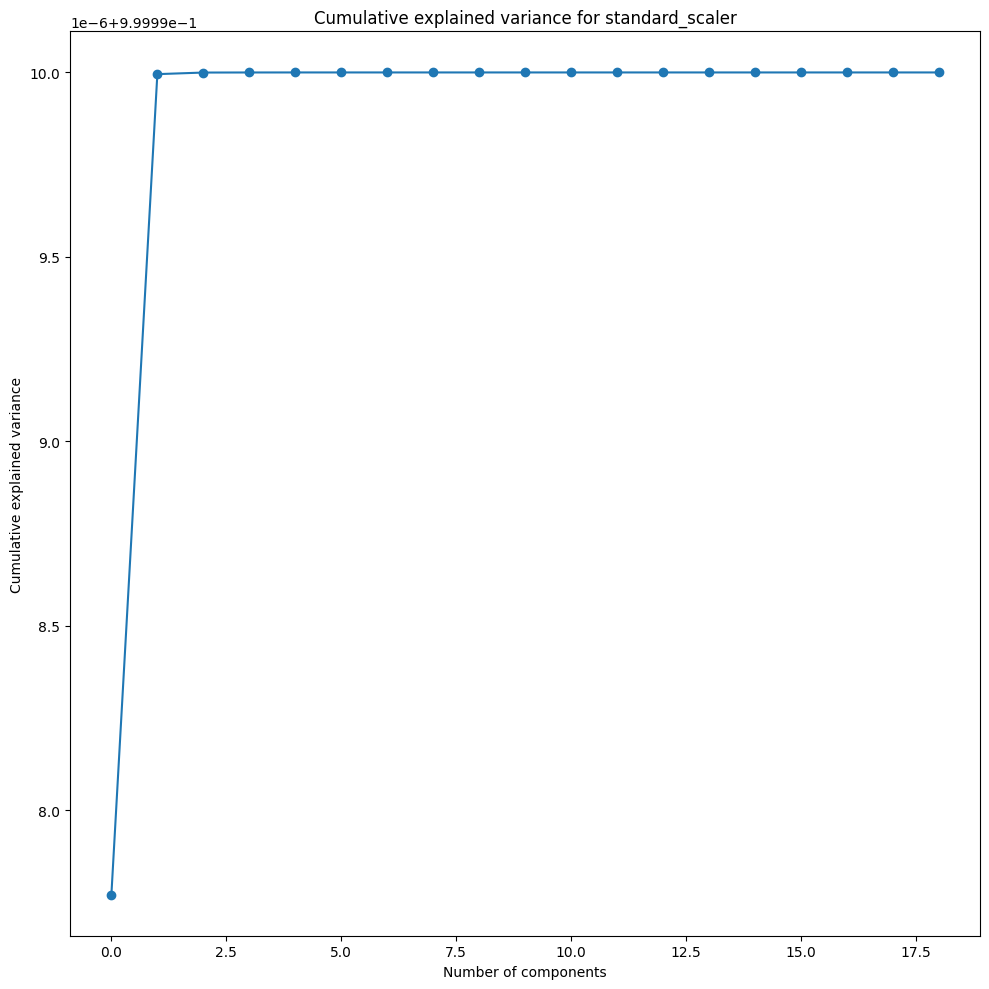 Cumulative explained variance for standard_scaler
1e−6+9.9999e−1
10.0
9.5
9.0
8.5
8.0
Cumulative explained variance
0.0 2.5 5.0 7.5 10.0 12.5 15.0 17.5
Number of components